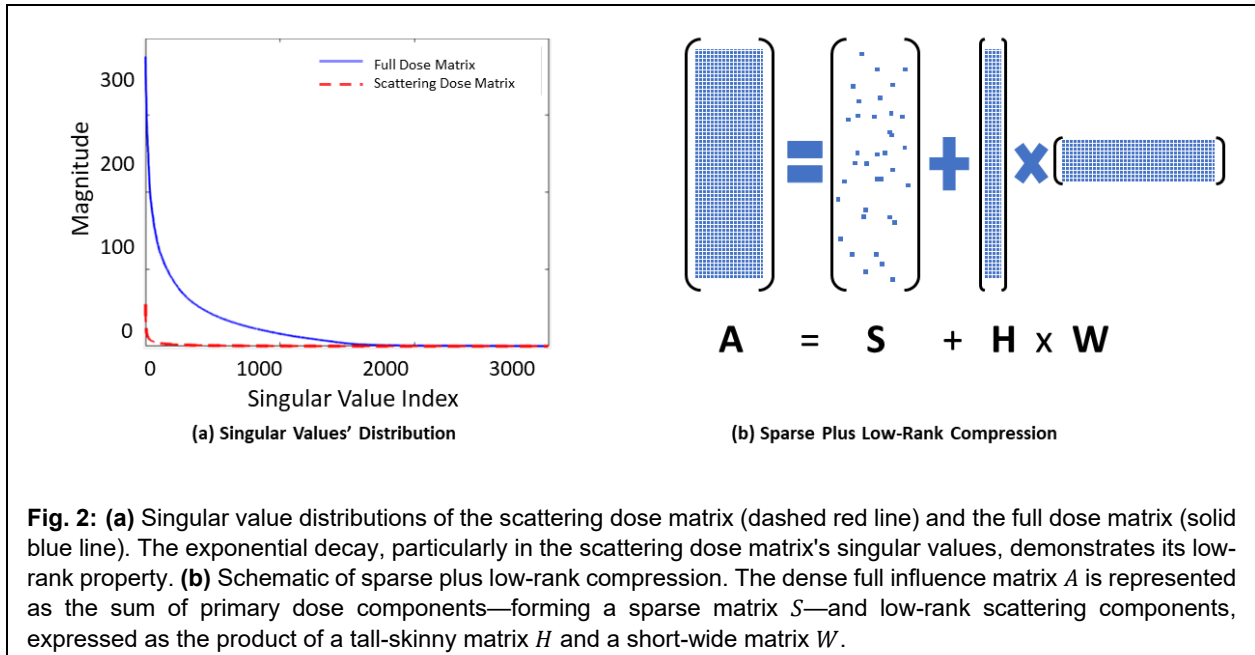 300
200
100
0
Magnitude
Full Dose Matrix
Scattering Dose Matrix
0 1000 2000 3000
Singular Value Index
(a) Singular Values’ Distribution
A = S + H x W
(b) Sparse Plus Low-Rank Compression
Fig. 2: (a) Singular value distributions of the scattering dose matrix (dashed red line) and the full dose matrix (solid
blue line). The exponential decay, particularly in the scattering dose matrix's singular values, demonstrates its low-
rank property. (b) Schematic of sparse plus low-rank compression. The dense full influence matrix A is represented
as the sum of primary dose components—forming a sparse matrix S—and low-rank scattering components,
expressed as the product of a tall-skinny matrix H and a short-wide matrix W.